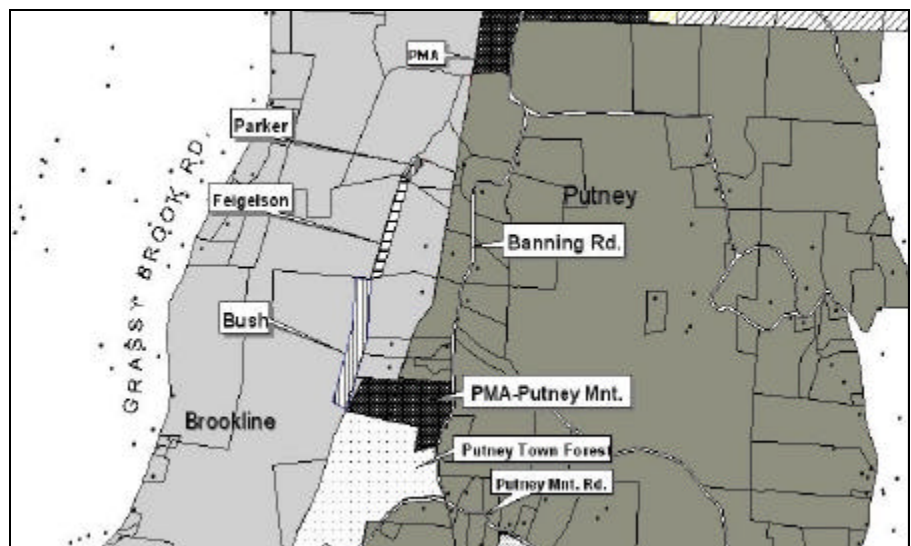 PMA
Parker
Putney
Feigelson
Banning Rd.
GRASSY BROOK RD.
Bush
PMA-Putney Mnt.
Brookline
Putney Town Forest
Putney Mnt. Rd.